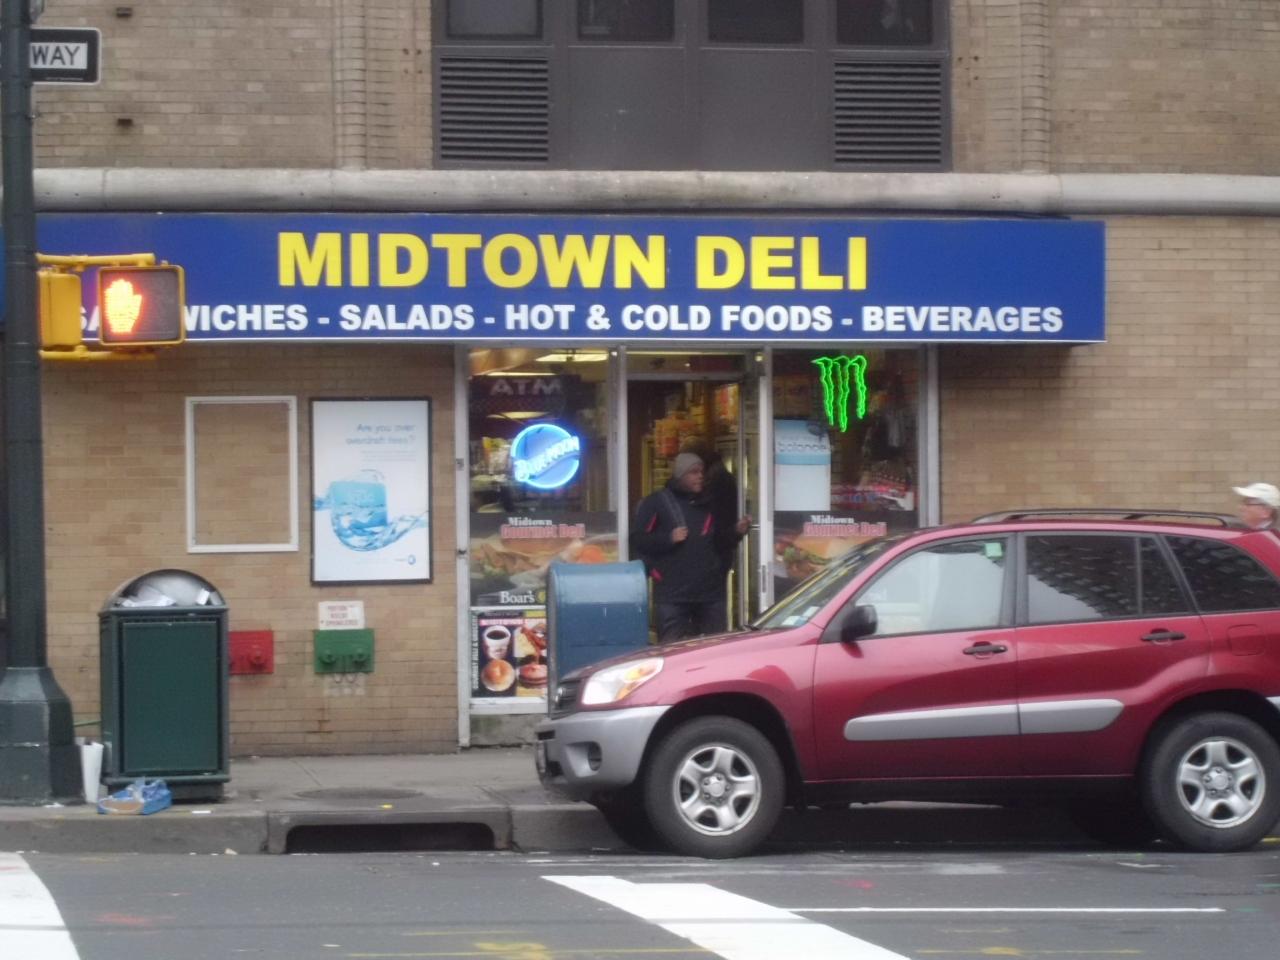 WAY
MIDTOWN DELI
WICHES - SALADS - HOT & COLD FOODS - BEVERAGES
ATM
Are you over
overdraft fees?
BLUE MOON
balance
Midtown
Gourmet Deli
Midtown
Gourmet Deli
Boar's